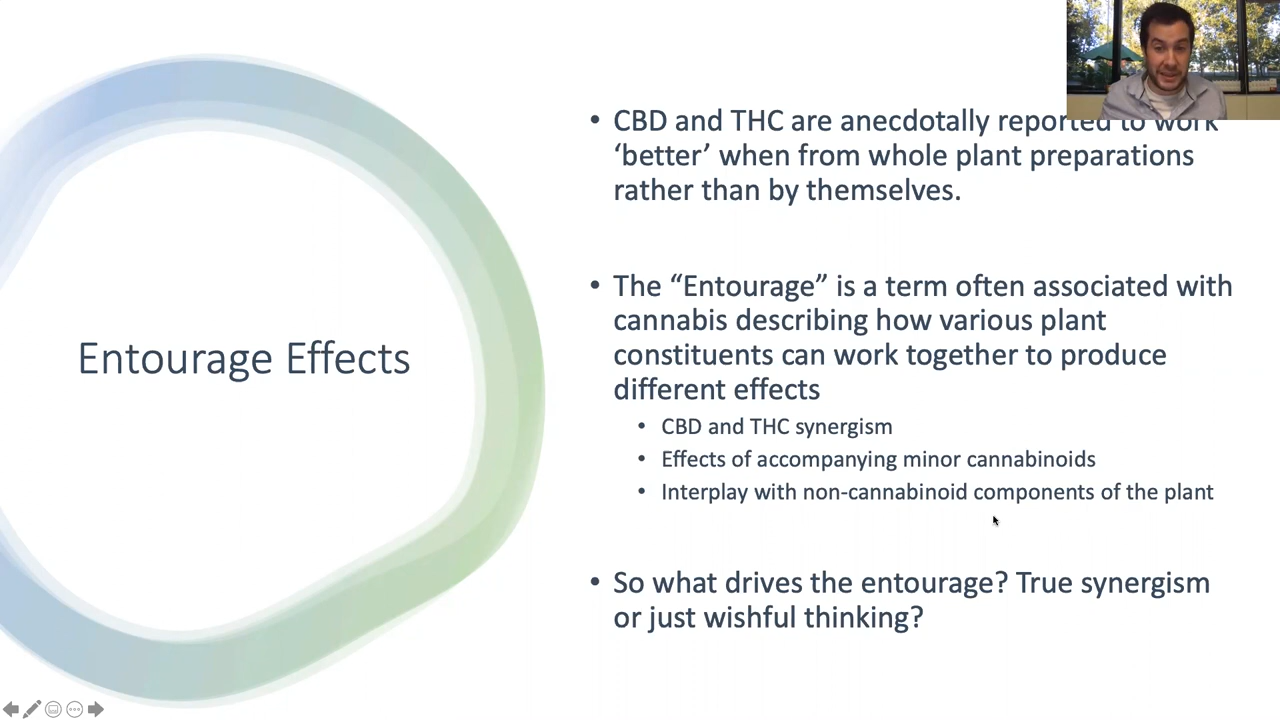 Entourage Effects
• CBD and THC are anecdotally reported to work
‘better’ when from whole plant preparations
rather than by themselves.
• The “Entourage” is a term often associated with
cannabis describing how various plant
constituents can work together to produce
different effects
• CBD and THC synergism
• Effects of accompanying minor cannabinoids
• Interplay with non-cannabinoid components of the plant
• So what drives the entourage? True synergism
or just wishful thinking?